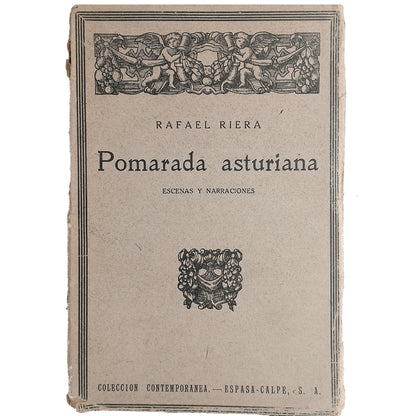 RAFAEL RIERA
Pomarada asturiana
ESCENAS Y NARRACIONES
COLECCION CONTEMPORANEA.—ESPASA-CALPE, S. A.